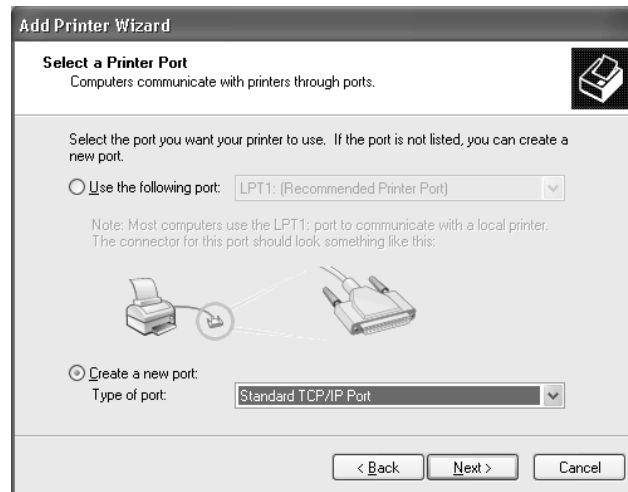 Add Printer Wizard
Select a Printer Port
Computers communicate with printers through ports.
Select the port you want your printer to use. If the port is not listed, you can create a
new port.
Use the following port: LPT1: (Recommended Printer Port)
Note: Most computers use the LPT1: port to communicate with a local printer.
The connector for this port should look something like this:
Create a new port:
Type of port: Standard TCP/IP Port
< Back Next > Cancel